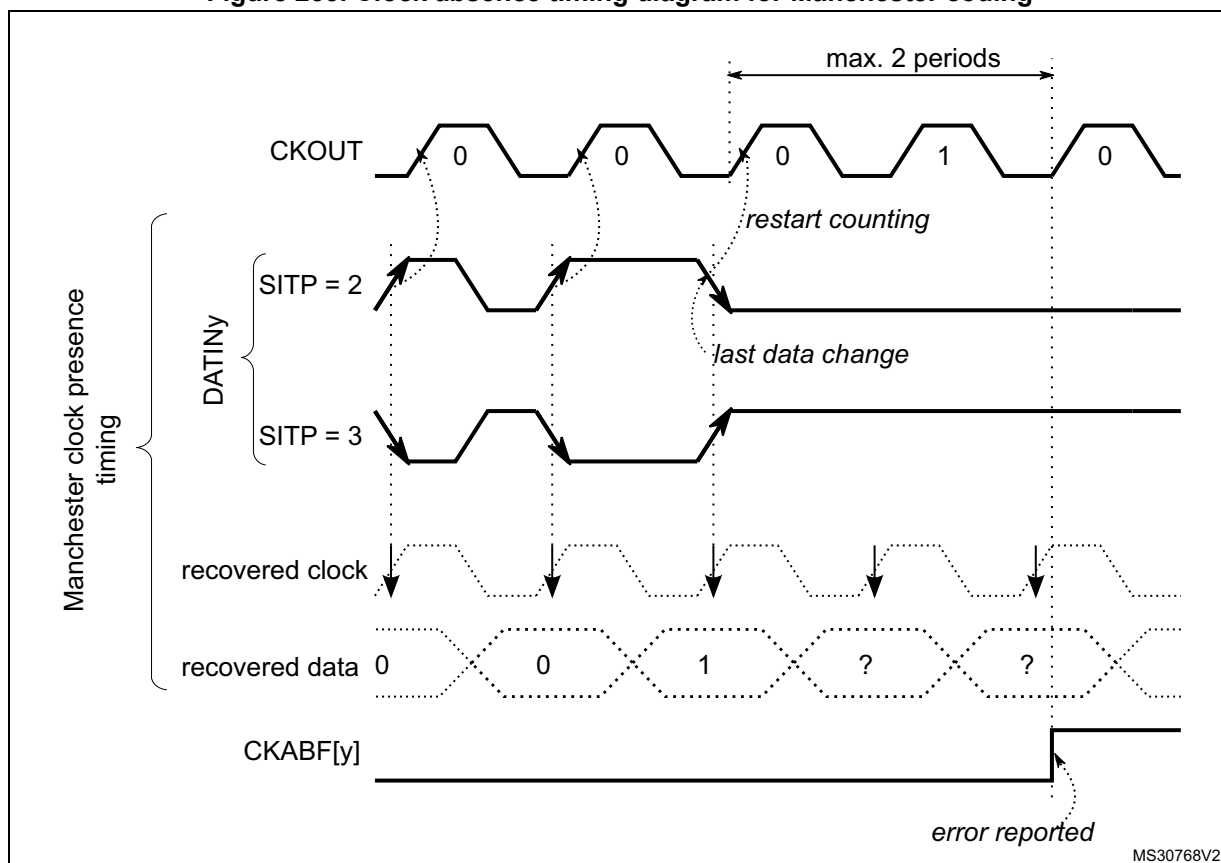 max. 2 periods
CKOUT
0 0 0 1 0
restart counting
SITP = 2
last data change
DATINy
SITP = 3
Manchester clock presence
timing
recovered clock
recovered data
0 0 1 ? ?
CKABF[y]
error reported
MS30768V2